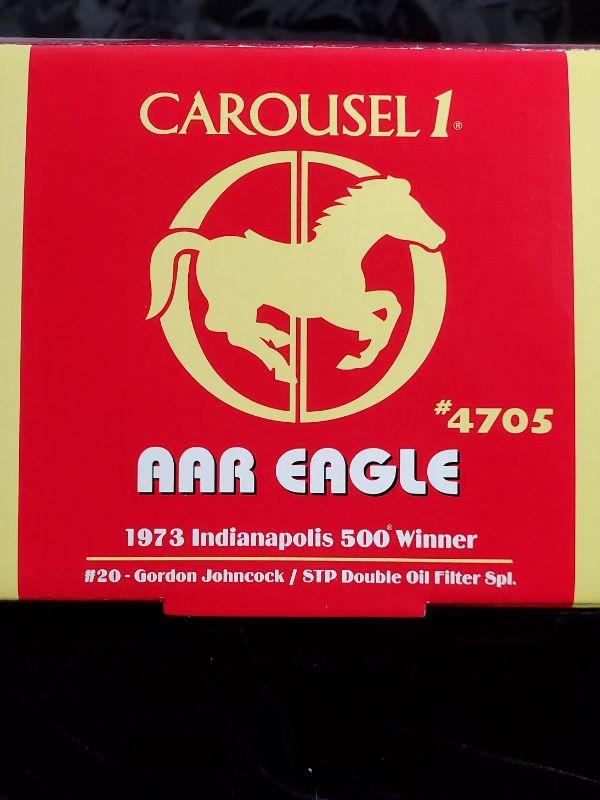 CAROUSEL 1®
#4705
AAR EAGLE
1973 Indianapolis 500® Winner
#20 - Gordon Johncock / STP Double Oil Filter Spl.